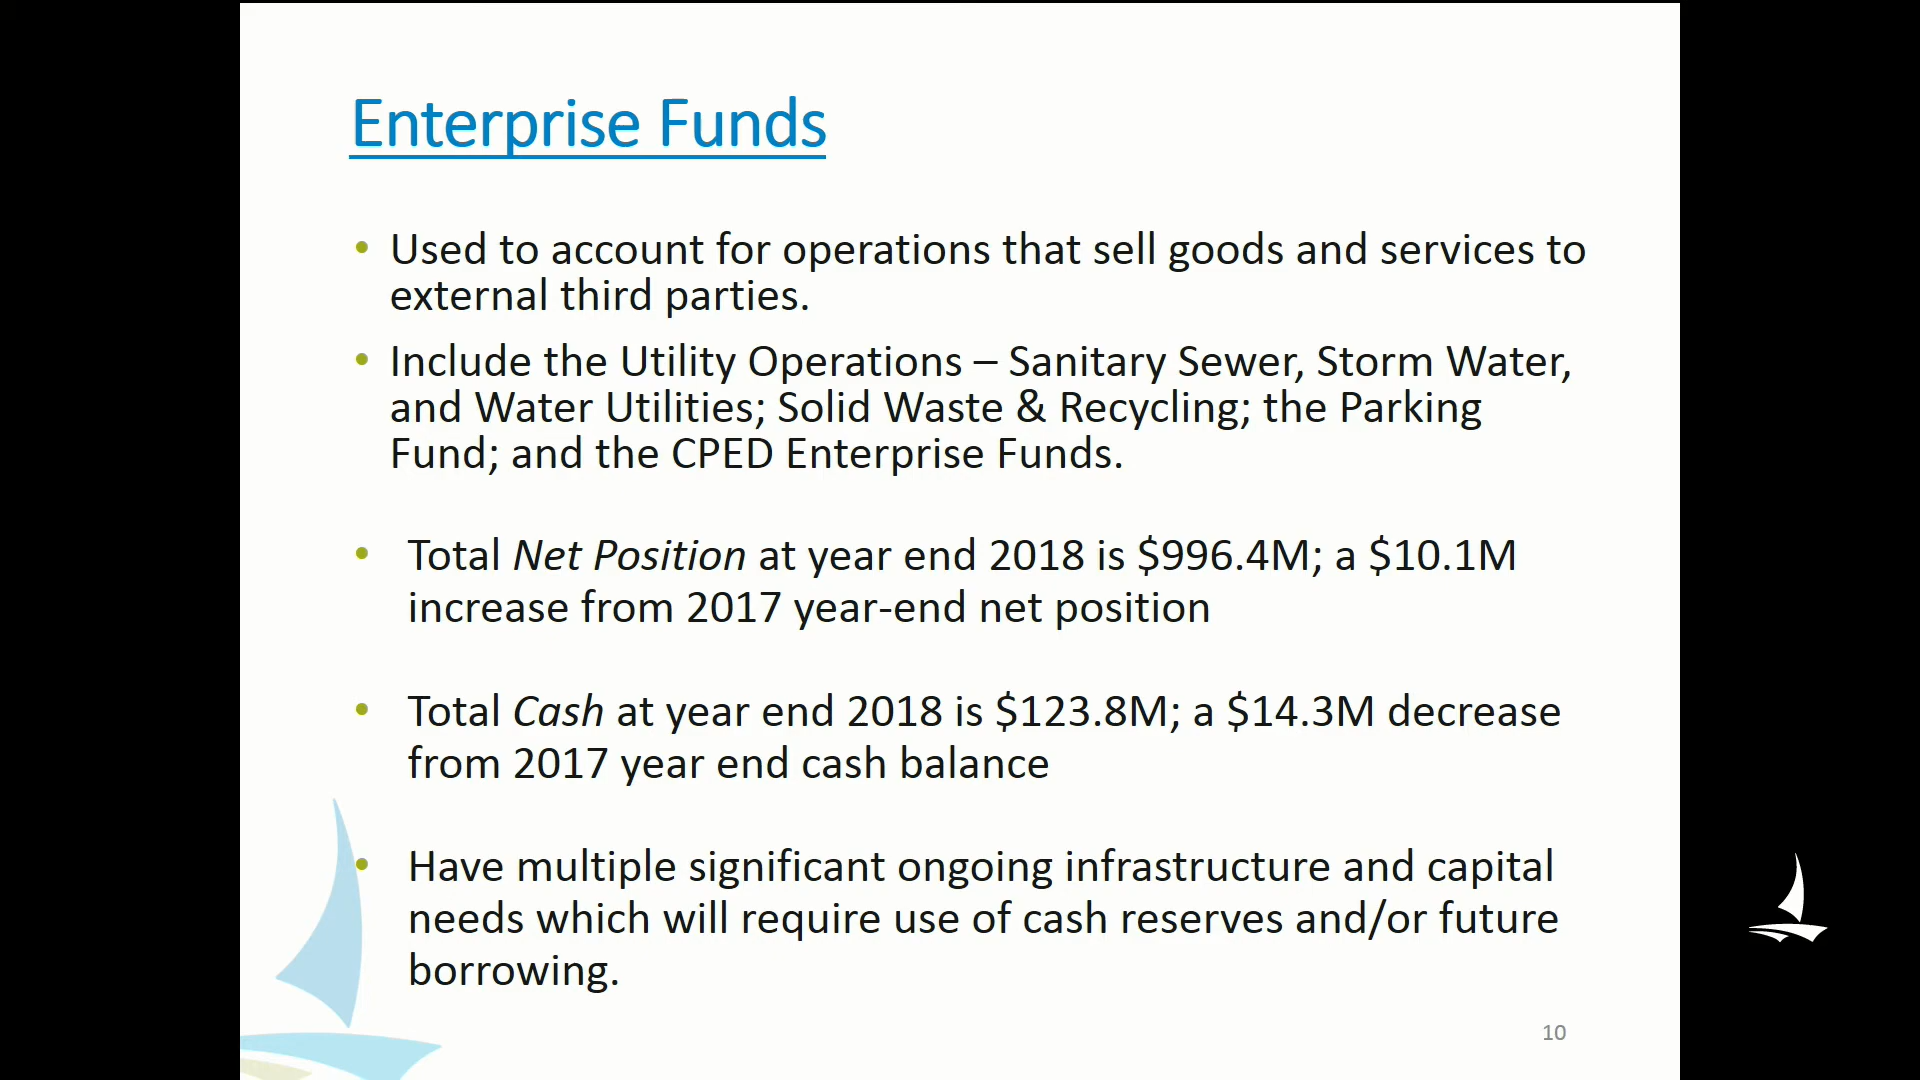 Enterprise Funds
• Used to account for operations that sell goods and services to
external third parties.
• Include the Utility Operations – Sanitary Sewer, Storm Water,
and Water Utilities; Solid Waste & Recycling; the Parking
Fund; and the CPED Enterprise Funds.
• Total Net Position at year end 2018 is $996.4M; a $10.1M
increase from 2017 year-end net position
• Total Cash at year end 2018 is $123.8M; a $14.3M decrease
from 2017 year end cash balance
• Have multiple significant ongoing infrastructure and capital
needs which will require use of cash reserves and/or future
borrowing.
10